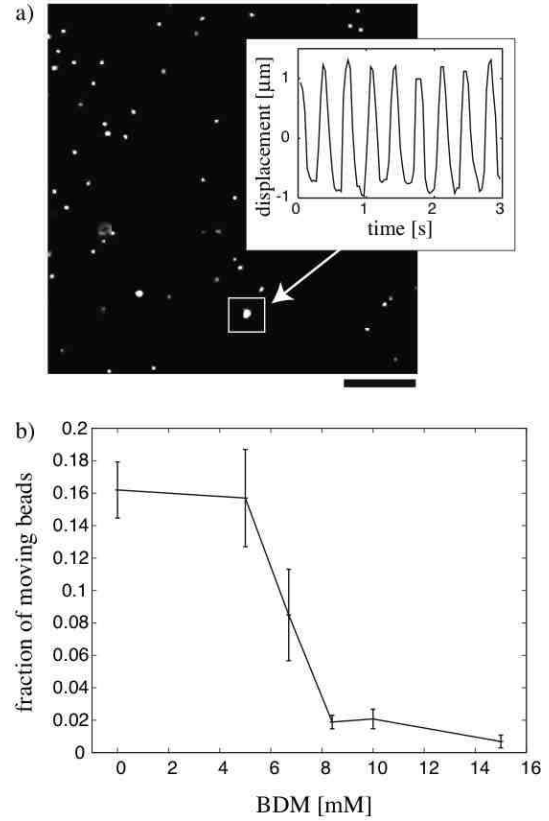 a)
displacement [μm]
1
0
-1
0 1 2 3
time [s]
b)
fraction of moving beads
0.2
0.18
0.16
0.14
0.12
0.1
0.08
0.06
0.04
0.02
0
0 2 4 6 8 10 12 14 16
BDM [mM]